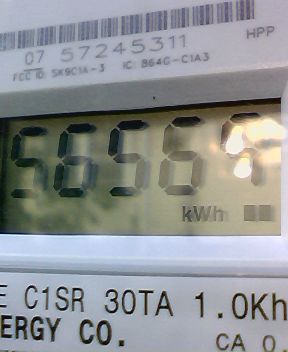 HPP
07 57245311
FCC ID: SK9C1A-3 IC: 864G-C1A3
56569
kWh
E C1SR 30TA 1.0Kh
ERGY CO. CA 0.